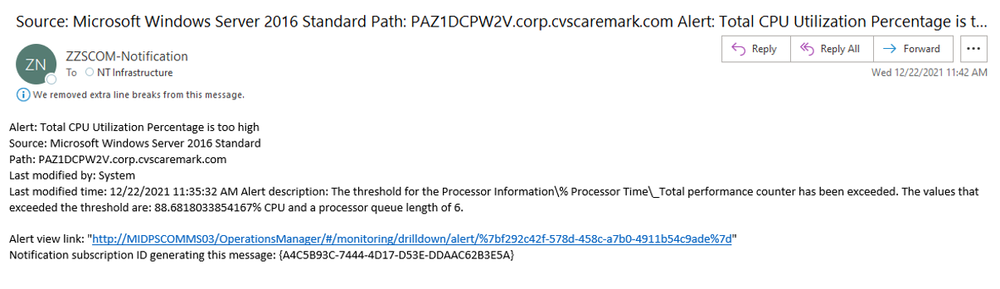 Source: Microsoft Windows Server 2016 Standard Path: PAZ1DCPW2V.corp.cvscaremark.com Alert: Total CPU Utilization Percentage is t...
ZN
ZZSCOM-Notification
To NT Infrastructure
Reply
Reply All
Forward
...
Wed 12/22/2021 11:42 AM
We removed extra line breaks from this message.
Alert: Total CPU Utilization Percentage is too high
Source: Microsoft Windows Server 2016 Standard
Path: PAZ1DCPW2V.corp.cvscaremark.com
Last modified by: System
Last modified time: 12/22/2021 11:35:32 AM Alert description: The threshold for the Processor Information\% Processor Time\_Total performance counter has been exceeded. The values that
exceeded the threshold are: 88.6818033854167% CPU and a processor queue length of 6.
Alert view link: "http://MIDPSCOMMS03/OperationsManager/#/monitoring/drilldown/alert/%7bf292c42f-578d-458c-a7b0-4911b54c9ade%7d"
Notification subscription ID generating this message: {A4C5B93C-7444-4D17-D53E-DDAAC62B3E5A}